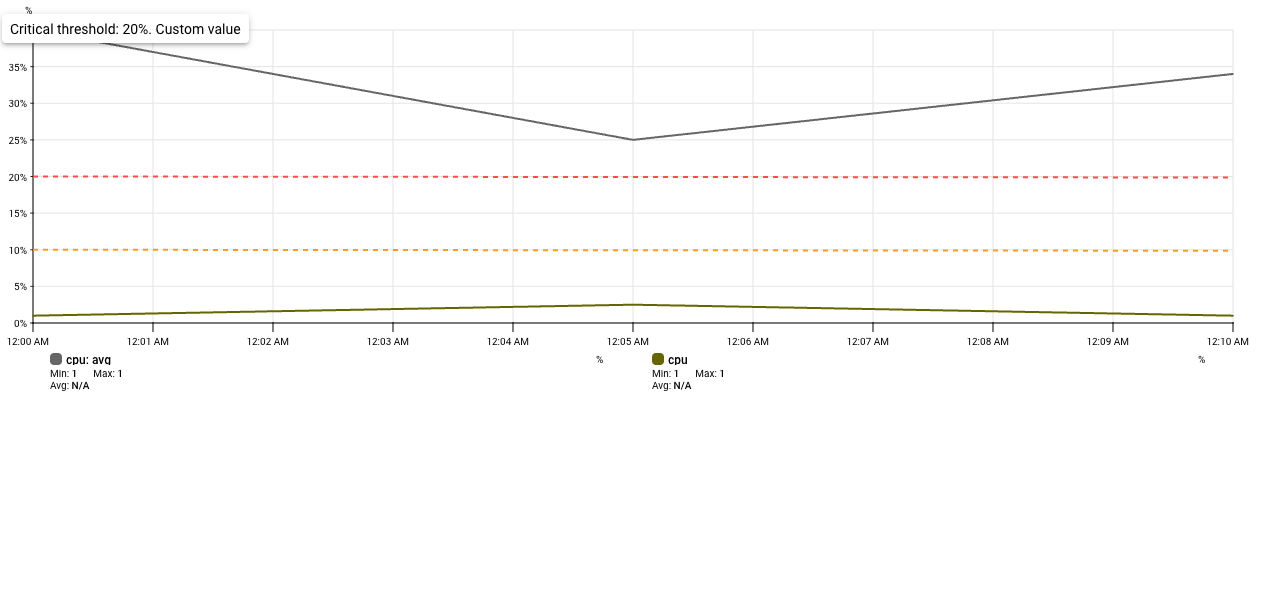 %
Critical threshold: 20%. Custom value
35%
30%
25%
20%
15%
10%
5%
0%
12:00 AM 12:01 AM 12:02 AM 12:03 AM 12:04 AM 12:05 AM 12:06 AM 12:07 AM 12:08 AM 12:09 AM 12:10 AM
cpu: avg %
Min: 1 Max: 1
Avg: N/A
cpu %
Min: 1 Max: 1
Avg: N/A